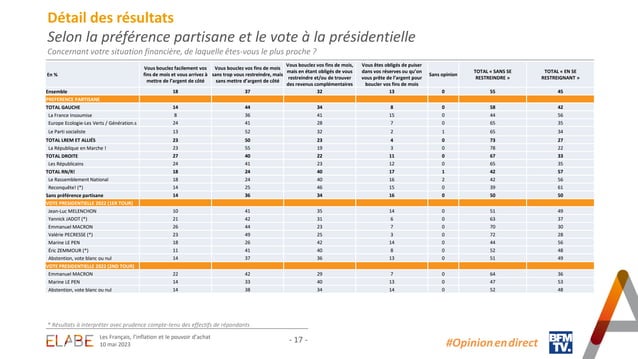 Détail des résultats
Selon la préférence partisane et le vote à la présidentielle
Concernant votre situation financière, de laquelle êtes-vous le plus proche ?
En % | Vous bouclez facilement vos fins de mois et vous arrivez à mettre de l'argent de côté | Vous bouclez vos fins de mois sans trop vous restreindre, mais sans mettre d'argent de côté | Vous bouclez vos fins de mois, mais en étant obligés de vous restreindre et/ou de trouver des revenus complémentaires | Vous êtes obligés de puiser dans vos réserves ou qu'on vous prête de l'argent pour boucler vos fins de mois | Sans opinion | TOTAL « SANS SE RESTREINDRE » | TOTAL « EN SE RESTREIGNANT »
Ensemble 18 37 32 13 0 55 45
PREFERENCE PARTISANE
TOTAL GAUCHE 14 44 34 8 0 58 42
La France Insoumise 8 36 41 15 0 44 56
Europe Ecologie-Les Verts / Génération.s 24 41 28 7 0 65 35
Le Parti socialiste 13 52 32 2 1 65 34
TOTAL LREM ET ALLIÉS 23 50 23 4 0 73 27
La République en Marche ! 23 55 19 3 0 78 22
TOTAL DROITE 27 40 22 11 0 67 33
Les Républicains 24 41 23 12 0 65 35
TOTAL RN/R! 18 24 40 17 1 42 57
Le Rassemblement National 18 24 40 16 2 42 56
Reconquête! (*) 14 25 46 15 0 39 61
Sans préférence partisane 14 36 34 16 0 50 50
VOTE PRESIDENTIELLE 2022 (1ER TOUR)
Jean-Luc MELENCHON 10 41 35 14 0 51 49
Yannick JADOT (*) 21 42 31 6 0 63 37
Emmanuel MACRON 26 44 23 7 0 70 30
Valérie PECRESSE (*) 23 49 25 3 0 72 28
Marine LE PEN 18 26 42 14 0 44 56
Eric ZEMMOUR (*) 11 41 40 8 0 52 48
Abstention, vote blanc ou nul 14 37 36 13 0 51 49
VOTE PRESIDENTIELLE 2022 (2ND TOUR)
Emmanuel MACRON 22 42 29 7 0 64 36
Marine LE PEN 14 33 40 13 0 47 53
Abstention, vote blanc ou nul 14 38 34 14 0 52 48
* Résultats à interpréter avec prudence compte-tenu des effectifs de répondants
ELABE
Les Français, l'inflation et le pouvoir d'achat
10 mai 2023
- 17 -
#Opinion en direct
BFM
TV.